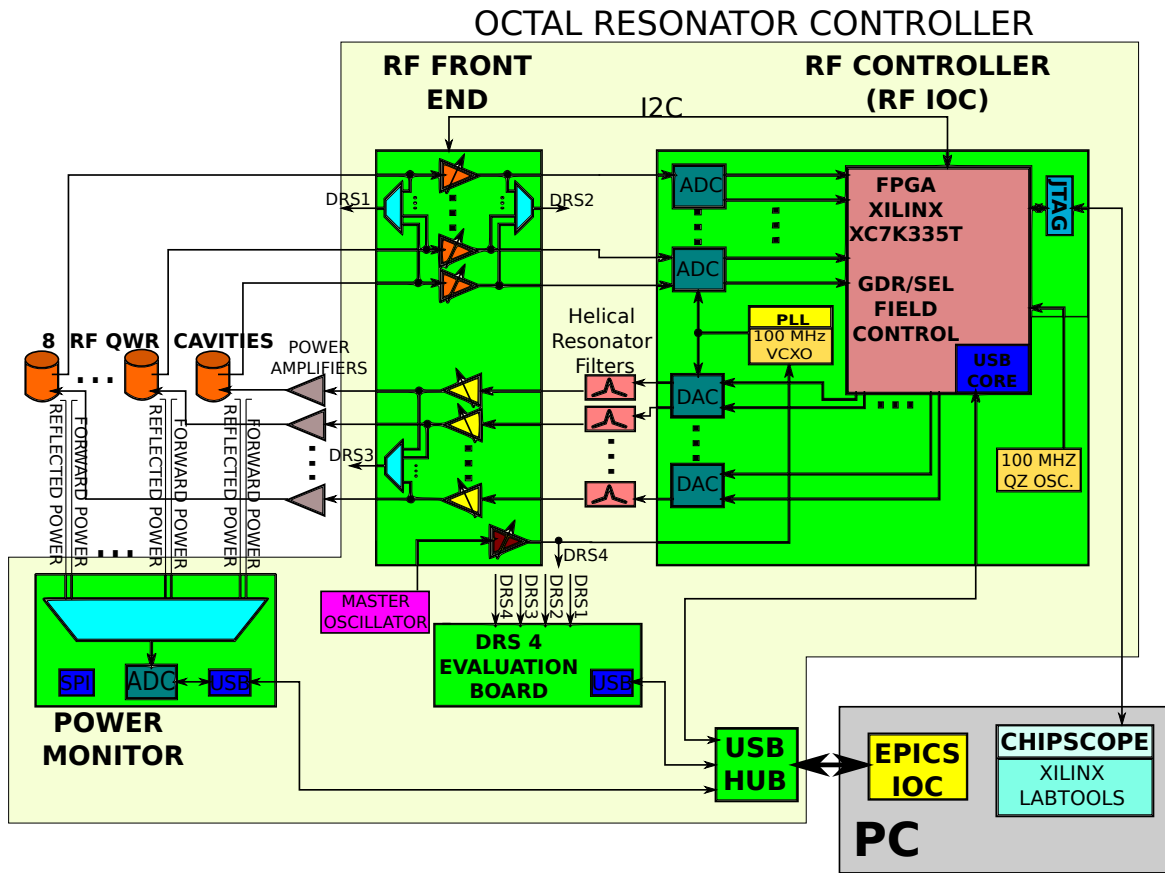 OCTAL RESONATOR CONTROLLER
RF FRONT
END
RF CONTROLLER
(RF IOC)
I2C
DRS1
DRS2
ADC
ADC
FPGA
XILINX
XC7K335T
GDR/SEL
FIELD
CONTROL
USB
CORE
JTAG
8 RF QWR CAVITIES
...
POWER
AMPLIFIERS
Helical
Resonator
Filters
PLL
100 MHz
VCXO
DAC
DAC
...
100 MHZ
QZ OSC.
REFLECTED POWER
FORWARD POWER
REFLECTED POWER
FORWARD POWER
REFLECTED POWER
FORWARD POWER
...
DRS3
DRS4
MASTER
OSCILLATOR
DRS4
DRS3
DRS2
DRS1
DRS 4
EVALUATION
BOARD
USB
SPI
ADC
USB
POWER
MONITOR
USB
HUB
EPICS
IOC
CHIPSCOPE
XILINX
LABTOOLS
PC